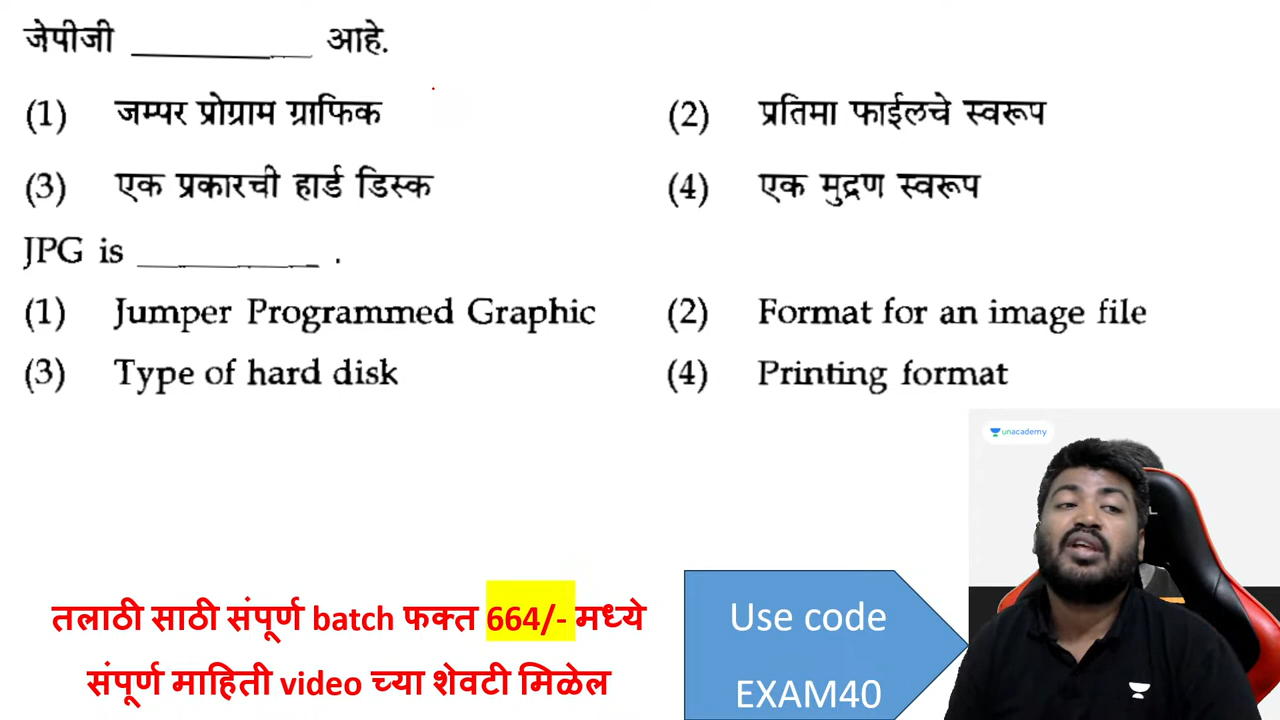 जेपीजी __________ आहे.
(1) जम्पर प्रोग्राम ग्राफिक (2) प्रतिमा फाईलचे स्वरूप
(3) एक प्रकारची हार्ड डिस्क (4) एक मुद्रण स्वरूप
JPG is __________ .
(1) Jumper Programmed Graphic (2) Format for an image file
(3) Type of hard disk (4) Printing format
unacademy
तलाठी साठी संपूर्ण batch फक्त 664/- मध्ये
संपूर्ण माहिती video च्या शेवटी मिळेल
Use code
EXAM40